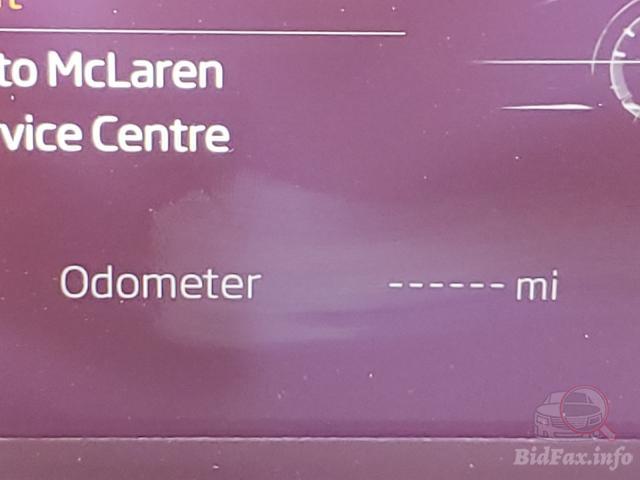 to McLaren
vice Centre
Odometer ------ mi
BidFax.info